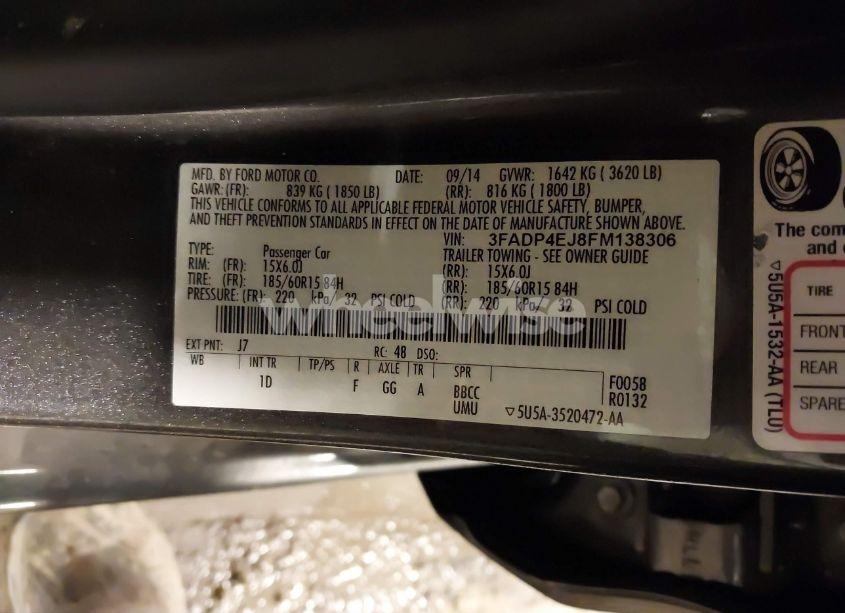 MFD. BY FORD MOTOR CO. DATE: 09/14 GVWR: 1642 KG ( 3620 LB)
GAWR: (FR): 839 KG ( 1850 LB) (RR): 816 KG ( 1800 LB)
THIS VEHICLE CONFORMS TO ALL APPLICABLE FEDERAL MOTOR VEHICLE SAFETY, BUMPER,
AND THEFT PREVENTION STANDARDS IN EFFECT ON THE DATE OF MANUFACTURE SHOWN ABOVE.
VIN: 3FADP4EJ8FM138306
TYPE: Passenger Car TRAILER TOWING - SEE OWNER GUIDE
RIM: (FR): 15X6.0J (RR): 15X6.0J
TIRE: (FR): 185/60R15 84H (RR): 185/60R15 84H
PRESSURE: (FR): 220 kPa/ 32 PSI COLD (RR): 220 kPa/ 32 PSI COLD
wheelwise
EXT PNT: J7 RC: 48 DSO:
WB INT TR TP/PS R AXLE TR SPR F0058
1D F GG A BBCC R0132
UMU ▽5U5A-3520472-AA
The com
and
TIRE
FRONT
REAR
SPARE
▽5U5A-1532-AA (TLU)